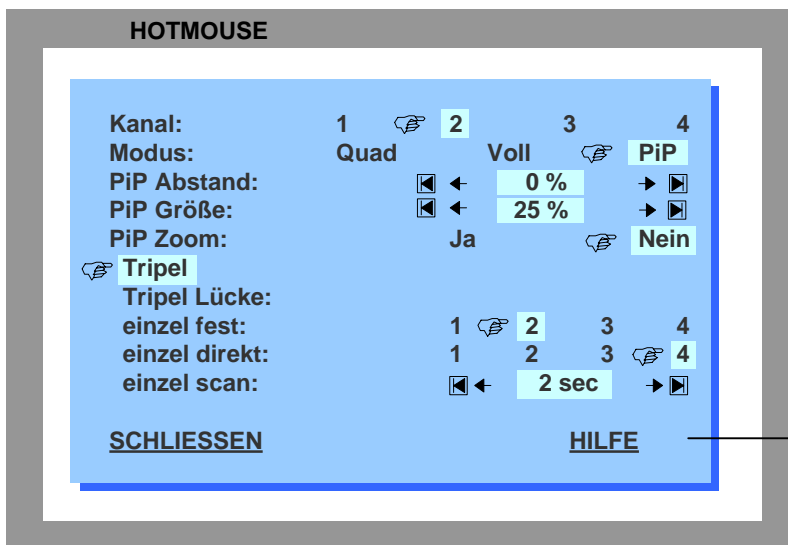 HOTMOUSE
Kanal: 1 2 3 4
Modus: Quad Voll PiP
PiP Abstand: 0 %
PiP Größe: 25 %
PiP Zoom: Ja Nein
Tripel
Tripel Lücke:
einzel fest: 1 2 3 4
einzel direkt: 1 2 3 4
einzel scan: 2 sec
SCHLIESSEN HILFE